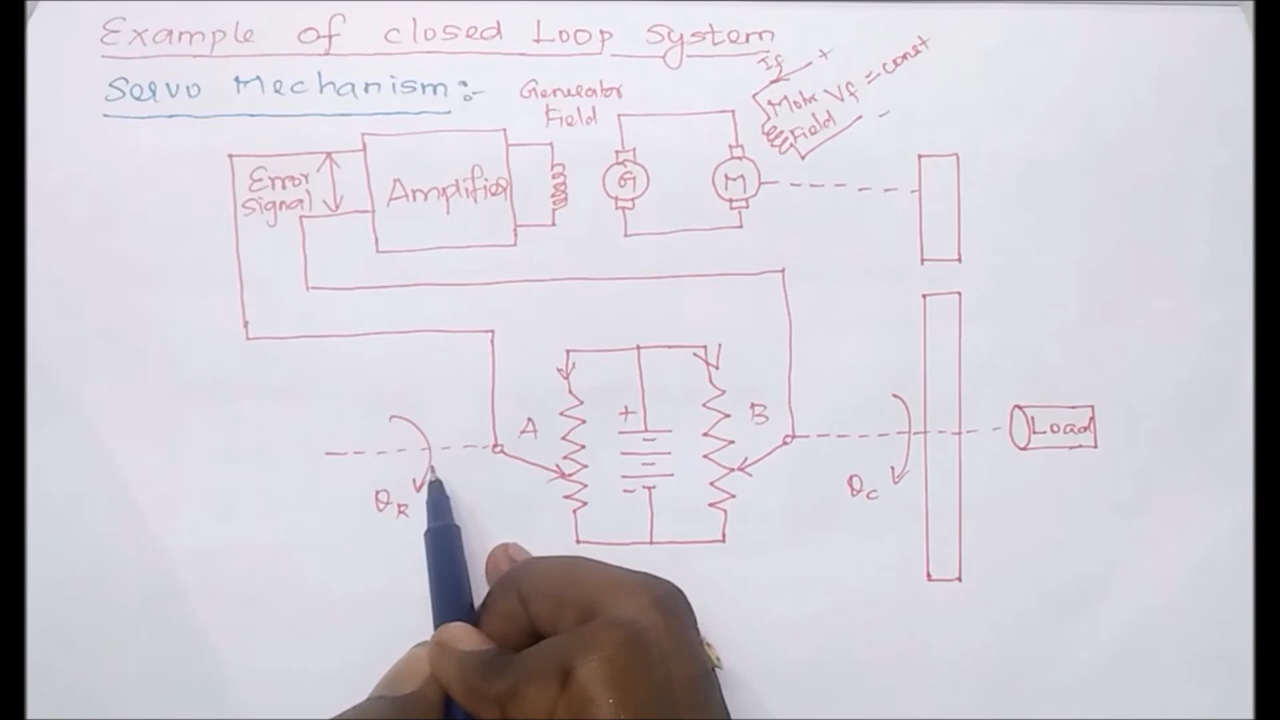 Example of closed Loop system
Servo Mechanism:-
Generator
Field
If
+
Motor Vf = const
Field
-
Error
signal
Amplifier
G
M
A
+
-
B
θR
θC
Load